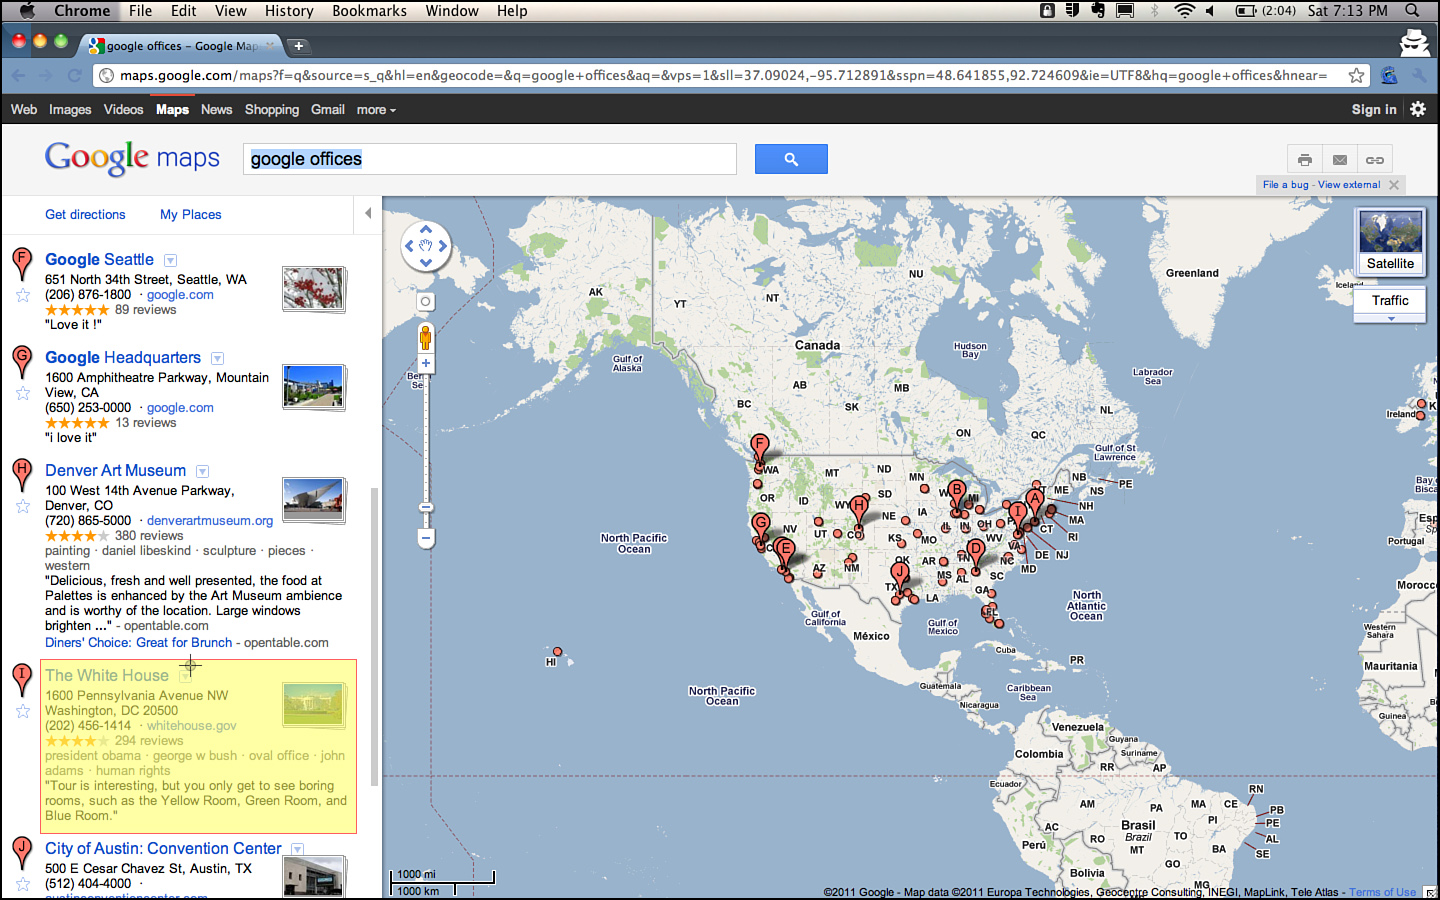 Chrome File Edit View History Bookmarks Window Help
(2:04) Sat 7:13 PM
google offices – Google Map
maps.google.com/maps?f=q&source=s_q&hl=en&geocode=&q=google+offices&aq=&vps=1&sll=37.09024,-95.712891&sspn=48.641855,92.724609&ie=UTF8&hq=google+offices&hnear=
Web Images Videos Maps News Shopping Gmail more
Sign in
Google maps
google offices
File a bug - View external
Get directions My Places
F
Google Seattle
651 North 34th Street, Seattle, WA
(206) 876-1800 · google.com
89 reviews
"Love it !"
G
Google Headquarters
1600 Amphitheatre Parkway, Mountain
View, CA
(650) 253-0000 · google.com
13 reviews
"i love it"
H
Denver Art Museum
100 West 14th Avenue Parkway,
Denver, CO
(720) 865-5000 · denverartmuseum.org
380 reviews
painting · daniel libeskind · sculpture · pieces ·
western
"Delicious, fresh and well presented, the food at
Palettes is enhanced by the Art Museum ambience
and is worthy of the location. Large windows
brighten ..." - opentable.com
Diners' Choice: Great for Brunch - opentable.com
I
The White House
1600 Pennsylvania Avenue NW
Washington, DC 20500
(202) 456-1414 · whitehouse.gov
294 reviews
president obama · george w bush · oval office · john
adams · human rights
"Tour is interesting, but you only get to see boring
rooms, such as the Yellow Room, Green Room, and
Blue Room."
J
City of Austin: Convention Center
500 E Cesar Chavez St, Austin, TX
(512) 404-4000 ·
austinconventioncenter.com
Satellite
Traffic
Greenland
Iceland
NU
AK
YT
NT
Canada
Hudson
Bay
Gulf of
Alaska
Labrador
Sea
AB
MB
BC
SK
NL
ON
QC
Ireland
Gulf of St
Lawrence
F
WA
MT
ND
MN
NB
PE
ME
NS
OR
ID
WY
SD
B
MI
A
NH
G
NV
H
NE
IL
IN
OH
I
CT
MA
RI
UT
KS
MO
WV
VA
DE
NJ
MD
E
AZ
NM
OK
AR
TN
D
NC
SC
J
TX
MS
AL
GA
LA
FL
North Pacific
Ocean
Gulf of
California
Gulf of
Mexico
North
Atlantic
Ocean
Portugal
Morocco
México
Cuba
Western
Sahara
HI
PR
Mauritania
Guatemala
Caribbean
Sea
Nicaragua
North Pacific
Ocean
Venezuela
Guyana
Guinea
Colombia
Suriname
RR
AP
Ecuador
RN
AM
PA
MA
CE
PB
PI
PE
AC
Brasil
Brazil
TO
AL
RO
Perú
MT
BA
SE
GO
Bolivia
MG
1000 mi
1000 km
©2011 Google - Map data ©2011 Europa Technologies, Geocentre Consulting, INEGI, MapLink, Tele Atlas - Terms of Use